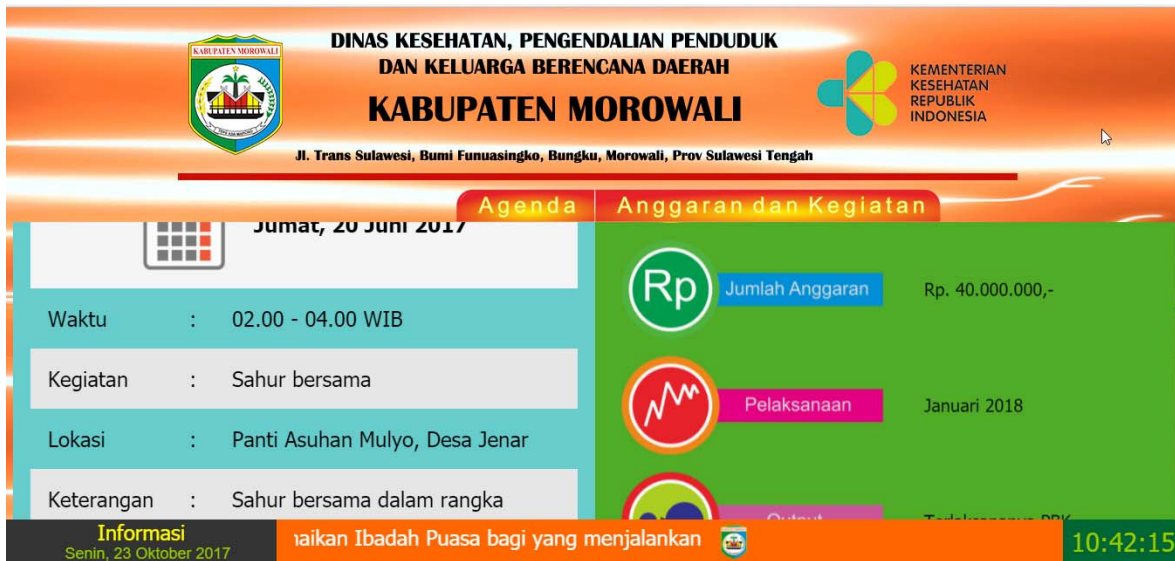 KABUPATEN MOROWALI
DINAS KESEHATAN, PENGENDALIAN PENDUDUK
DAN KELUARGA BERENCANA DAERAH
KABUPATEN MOROWALI
Jl. Trans Sulawesi, Bumi Funuasingko, Bungku, Morowali, Prov Sulawesi Tengah
KEMENTERIAN
KESEHATAN
REPUBLIK
INDONESIA
Agenda
Anggaran dan Kegiatan
Jumat, 20 Juni 2017
Waktu : 02.00 - 04.00 WIB
Kegiatan : Sahur bersama
Lokasi : Panti Asuhan Mulyo, Desa Jenar
Keterangan : Sahur bersama dalam rangka
Rp Jumlah Anggaran Rp. 40.000.000,-
Pelaksanaan Januari 2018
Output Terlaksananya PBK
Informasi
Senin, 23 Oktober 2017
naikan Ibadah Puasa bagi yang menjalankan
10:42:15